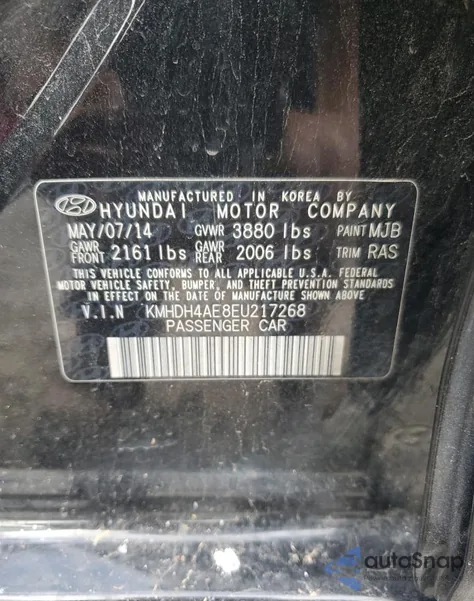 MANUFACTURED IN KOREA BY
HYUNDAI MOTOR COMPANY
MAY/07/14 GVWR 3880 lbs PAINT MJB
GAWR FRONT 2161 lbs GAWR REAR 2006 lbs TRIM RAS
THIS VEHICLE CONFORMS TO ALL APPLICABLE U.S.A. FEDERAL
MOTOR VEHICLE SAFETY, BUMPER, AND THEFT PREVENTION STANDARDS
IN EFFECT ON THE DATE OF MANUFACTURE SHOWN ABOVE.
V.I.N KMHDH4AE8EU217268
PASSENGER CAR
autoSnap